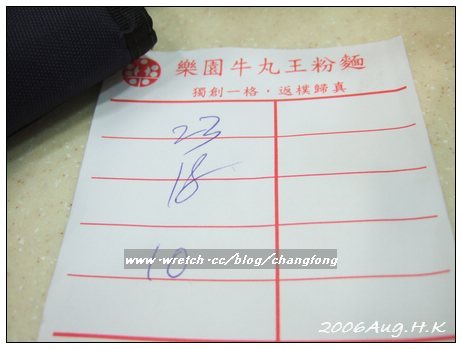 樂園牛丸王粉麵
獨創一格·返樸歸真
23
18
10
www.wretch.cc/blog/changfong
2006Aug.H.K